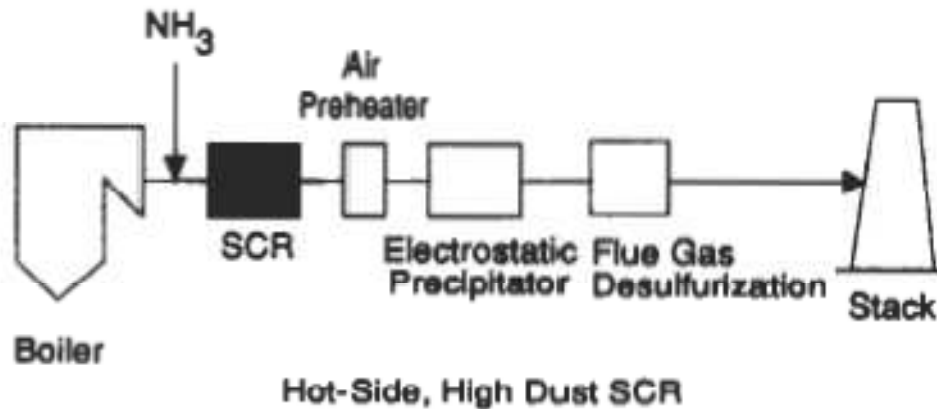 NH3
Air
Preheater
SCR
Electrostatic
Precipitator
Flue Gas
Desulfurization
Stack
Boiler
Hot-Side, High Dust SCR